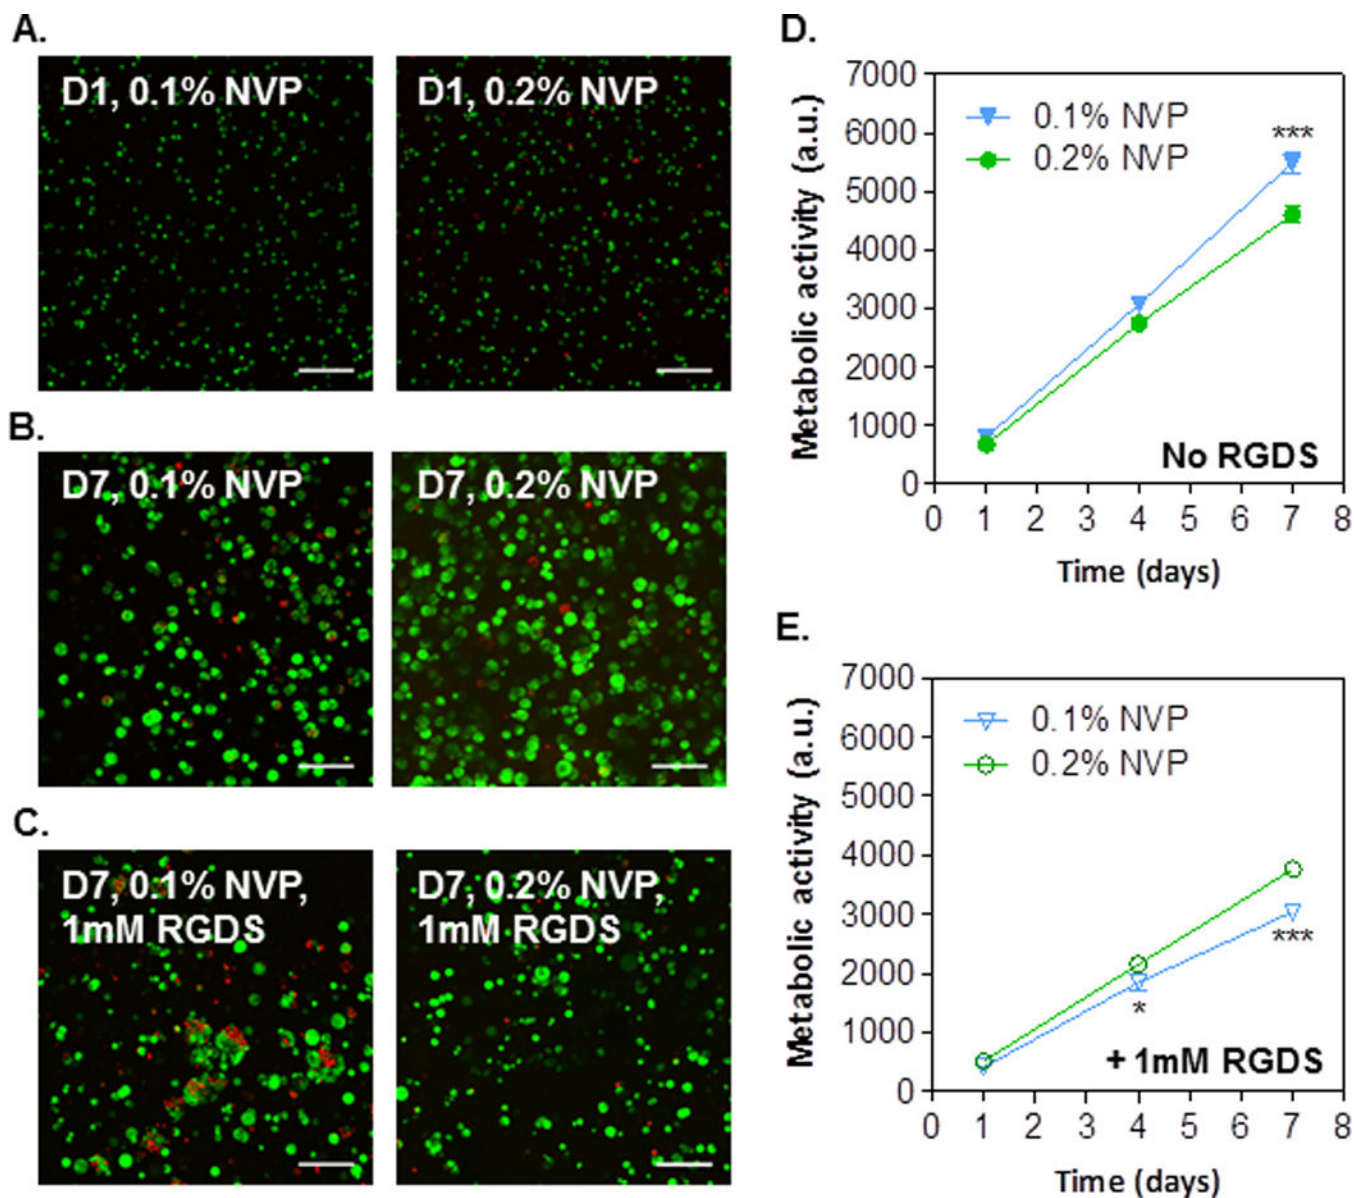 A.
D1, 0.1% NVP
D1, 0.2% NVP
B.
D7, 0.1% NVP
D7, 0.2% NVP
C.
D7, 0.1% NVP,
1mM RGDS
D7, 0.2% NVP,
1mM RGDS
D.
Metabolic activity (a.u.)
7000
6000
5000
4000
3000
2000
1000
0
0.1% NVP
0.2% NVP
***
No RGDS
0 1 2 3 4 5 6 7 8
Time (days)
E.
Metabolic activity (a.u.)
7000
6000
5000
4000
3000
2000
1000
0
0.1% NVP
0.2% NVP
***
*
+ 1mM RGDS
0 1 2 3 4 5 6 7 8
Time (days)